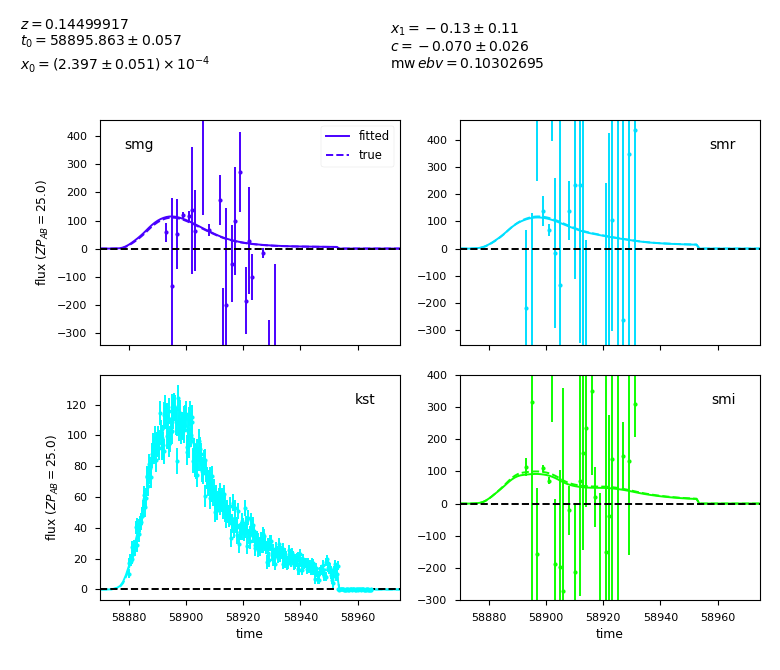 z = 0.14499917
t₀ = 58895.863 ± 0.057
x₀ = (2.397 ± 0.051) × 10⁻⁴
x₁ = −0.13 ± 0.11
c = −0.070 ± 0.026
mw ebv = 0.10302695
smg
fitted
true
400
300
200
100
0
−100
−200
−300
flux (ZP_AB = 25.0)
smr
400
300
200
100
0
−100
−200
−300
kst
120
100
80
60
40
20
0
flux (ZP_AB = 25.0)
58880 58900 58920 58940 58960
time
smi
400
300
200
100
0
−100
−200
−300
58880 58900 58920 58940 58960
time